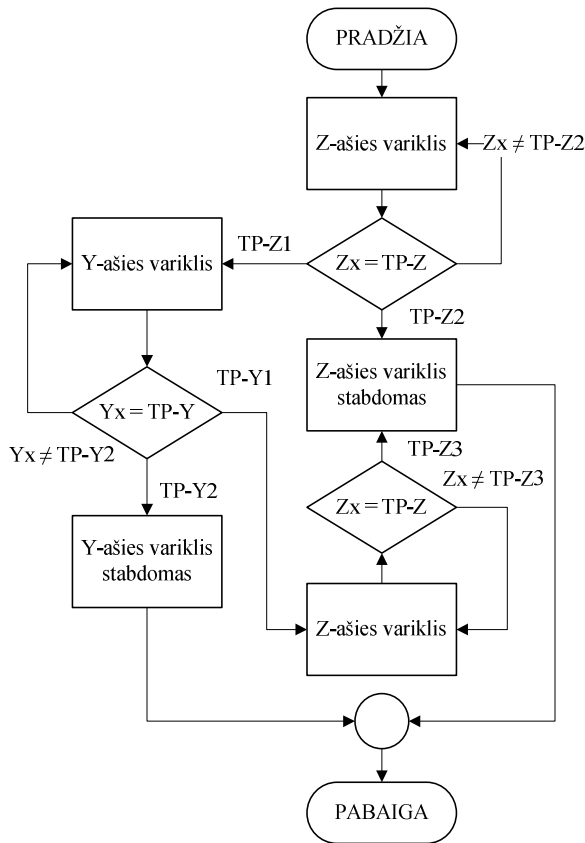 PRADŽIA
Z-ašies variklis
Zx ≠ TP-Z2
TP-Z1
Zx = TP-Z
Y-ašies variklis
TP-Z2
Z-ašies variklis
stabdomas
TP-Y1
Yx = TP-Y
Yx ≠ TP-Y2
TP-Z3
Zx ≠ TP-Z3
TP-Y2
Zx = TP-Z
Y-ašies variklis
stabdomas
Z-ašies variklis
PABAIGA